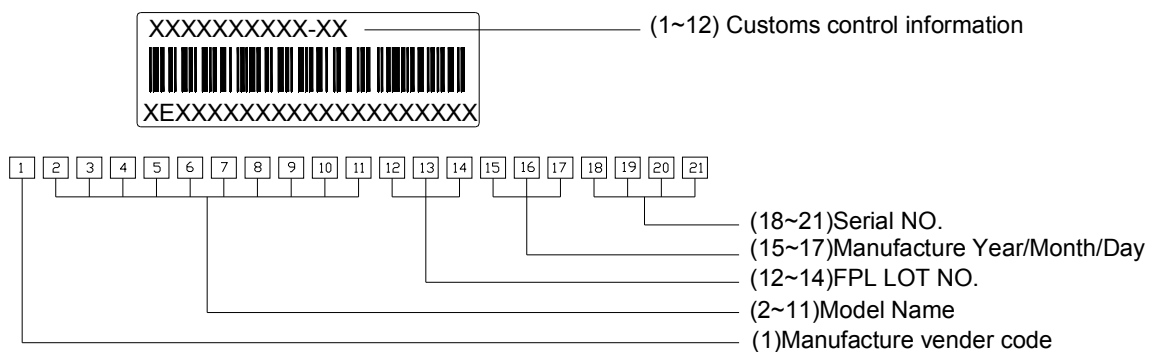 XXXXXXXXXX-XX
(1~12) Customs control information
XEXXXXXXXXXXXXXXXXXXX
1 2 3 4 5 6 7 8 9 10 11 12 13 14 15 16 17 18 19 20 21
(18~21)Serial NO.
(15~17)Manufacture Year/Month/Day
(12~14)FPL LOT NO.
(2~11)Model Name
(1)Manufacture vender code